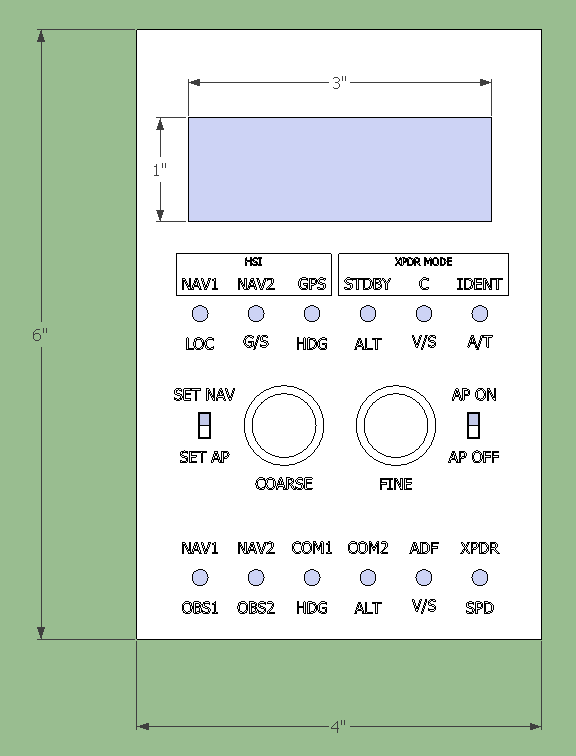 3"
1"
HSI XPDR MODE
NAV1 NAV2 GPS STDBY C IDENT
6"
LOC G/S HDG ALT V/S A/T
SET NAV AP ON
SET AP AP OFF
COARSE FINE
NAV1 NAV2 COM1 COM2 ADF XPDR
OBS1 OBS2 HDG ALT V/S SPD
4"